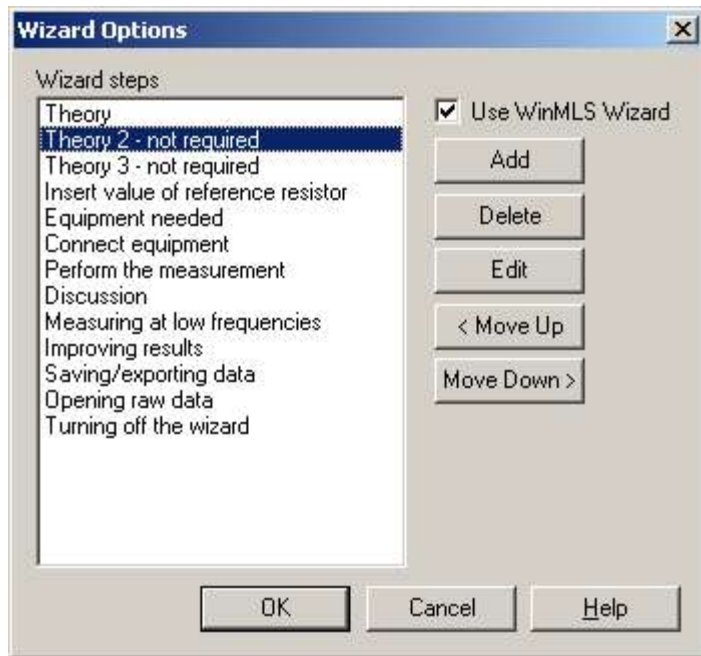 Wizard Options
Wizard steps
Theory
Theory 2 - not required
Theory 3 - not required
Insert value of reference resistor
Equipment needed
Connect equipment
Perform the measurement
Discussion
Measuring at low frequencies
Improving results
Saving/exporting data
Opening raw data
Turning off the wizard
Use WinMLS Wizard
Add
Delete
Edit
< Move Up
Move Down >
OK
Cancel
Help